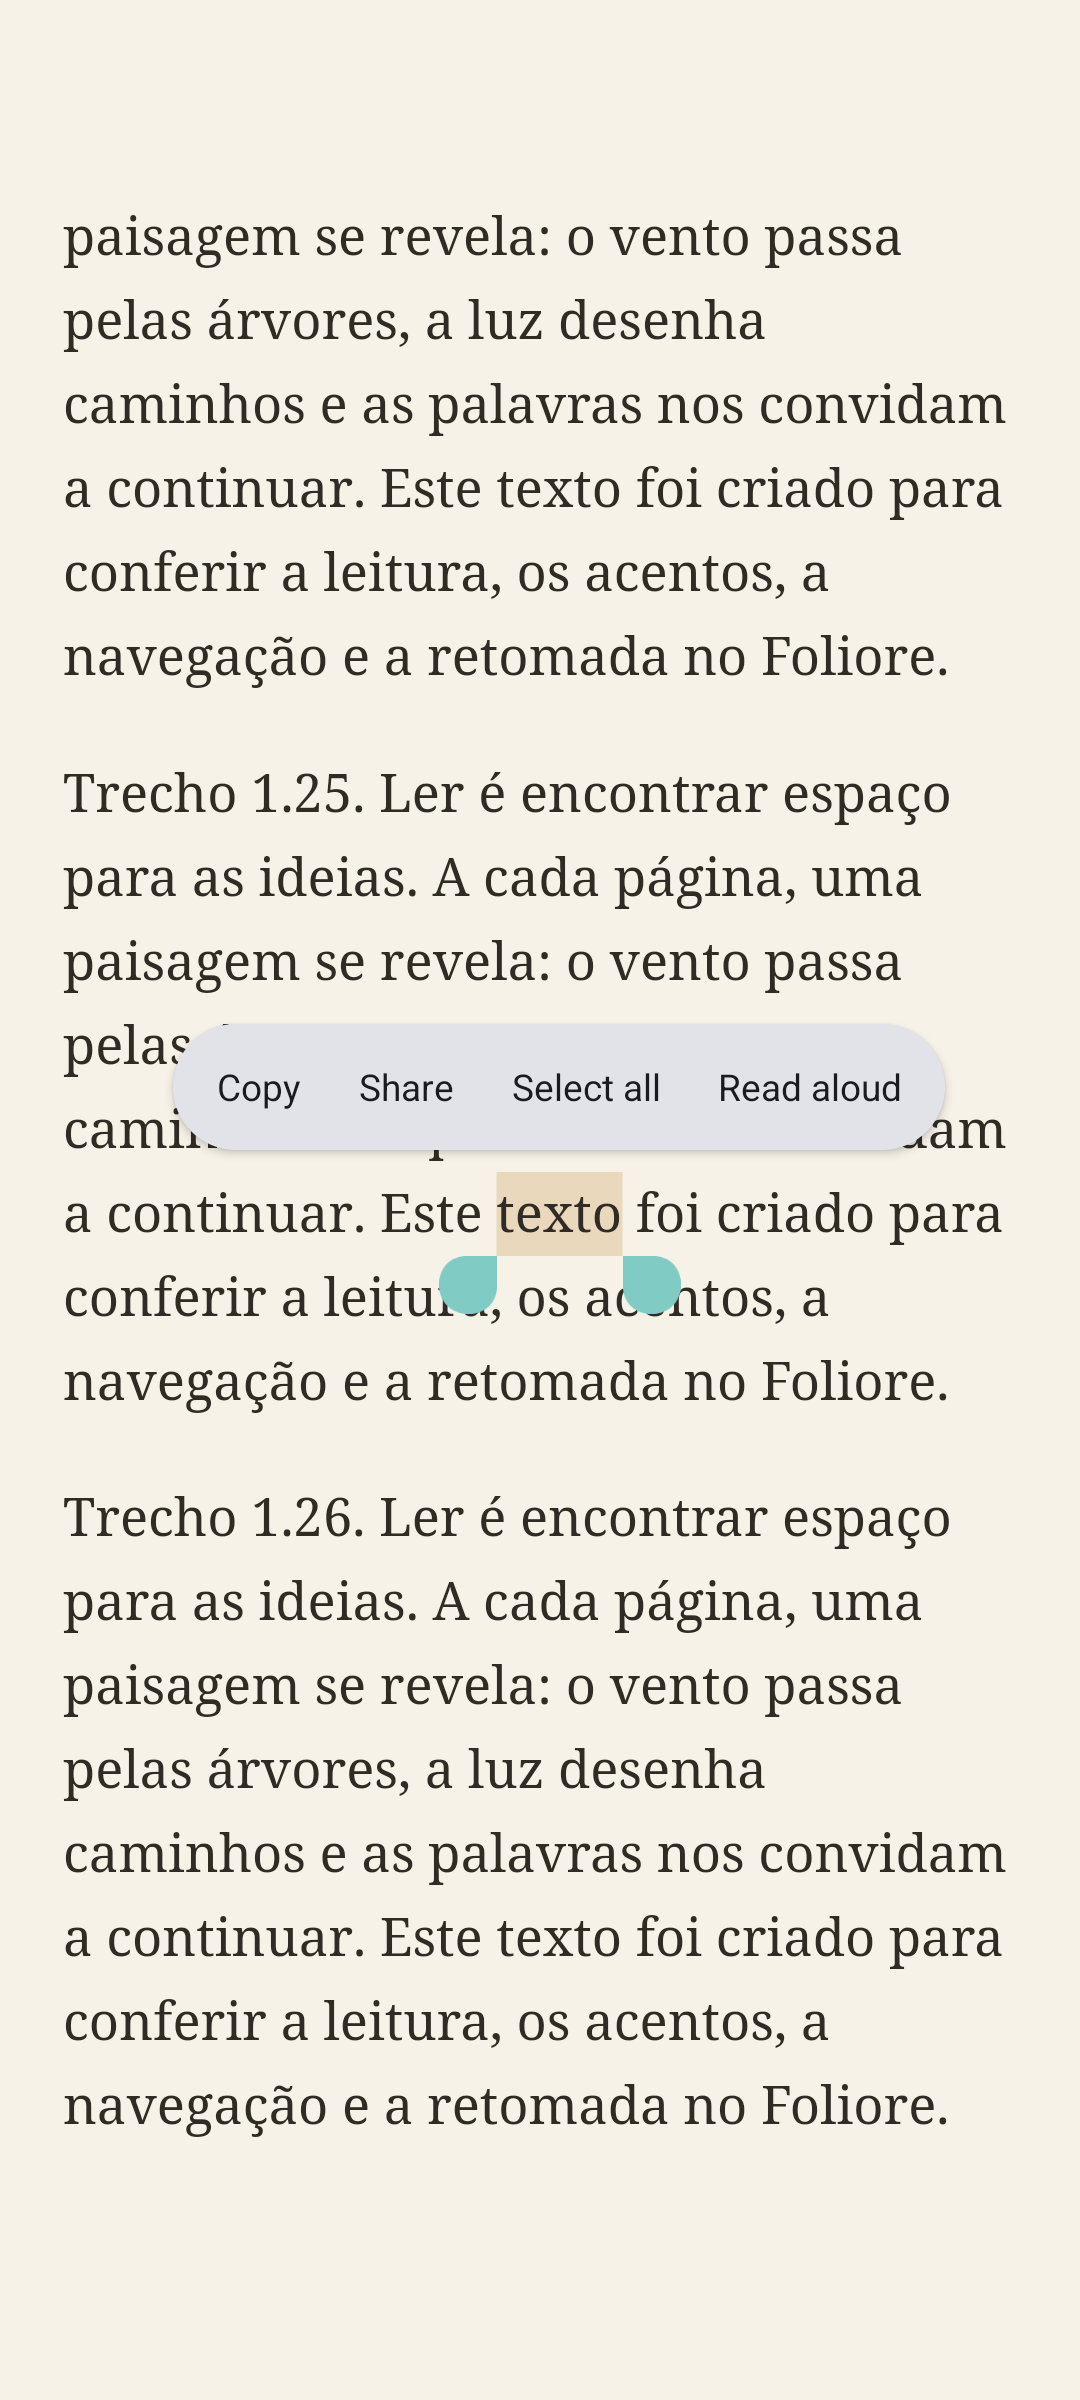 paisagem se revela: o vento passa
pelas árvores, a luz desenha
caminhos e as palavras nos convidam
a continuar. Este texto foi criado para
conferir a leitura, os acentos, a
navegação e a retomada no Foliore.
Trecho 1.25. Ler é encontrar espaço
para as ideias. A cada página, uma
paisagem se revela: o vento passa
pelas
Copy Share Select all Read aloud
a continuar. Este texto foi criado para
conferir a leitura, os acentos, a
navegação e a retomada no Foliore.
Trecho 1.26. Ler é encontrar espaço
para as ideias. A cada página, uma
paisagem se revela: o vento passa
pelas árvores, a luz desenha
caminhos e as palavras nos convidam
a continuar. Este texto foi criado para
conferir a leitura, os acentos, a
navegação e a retomada no Foliore.